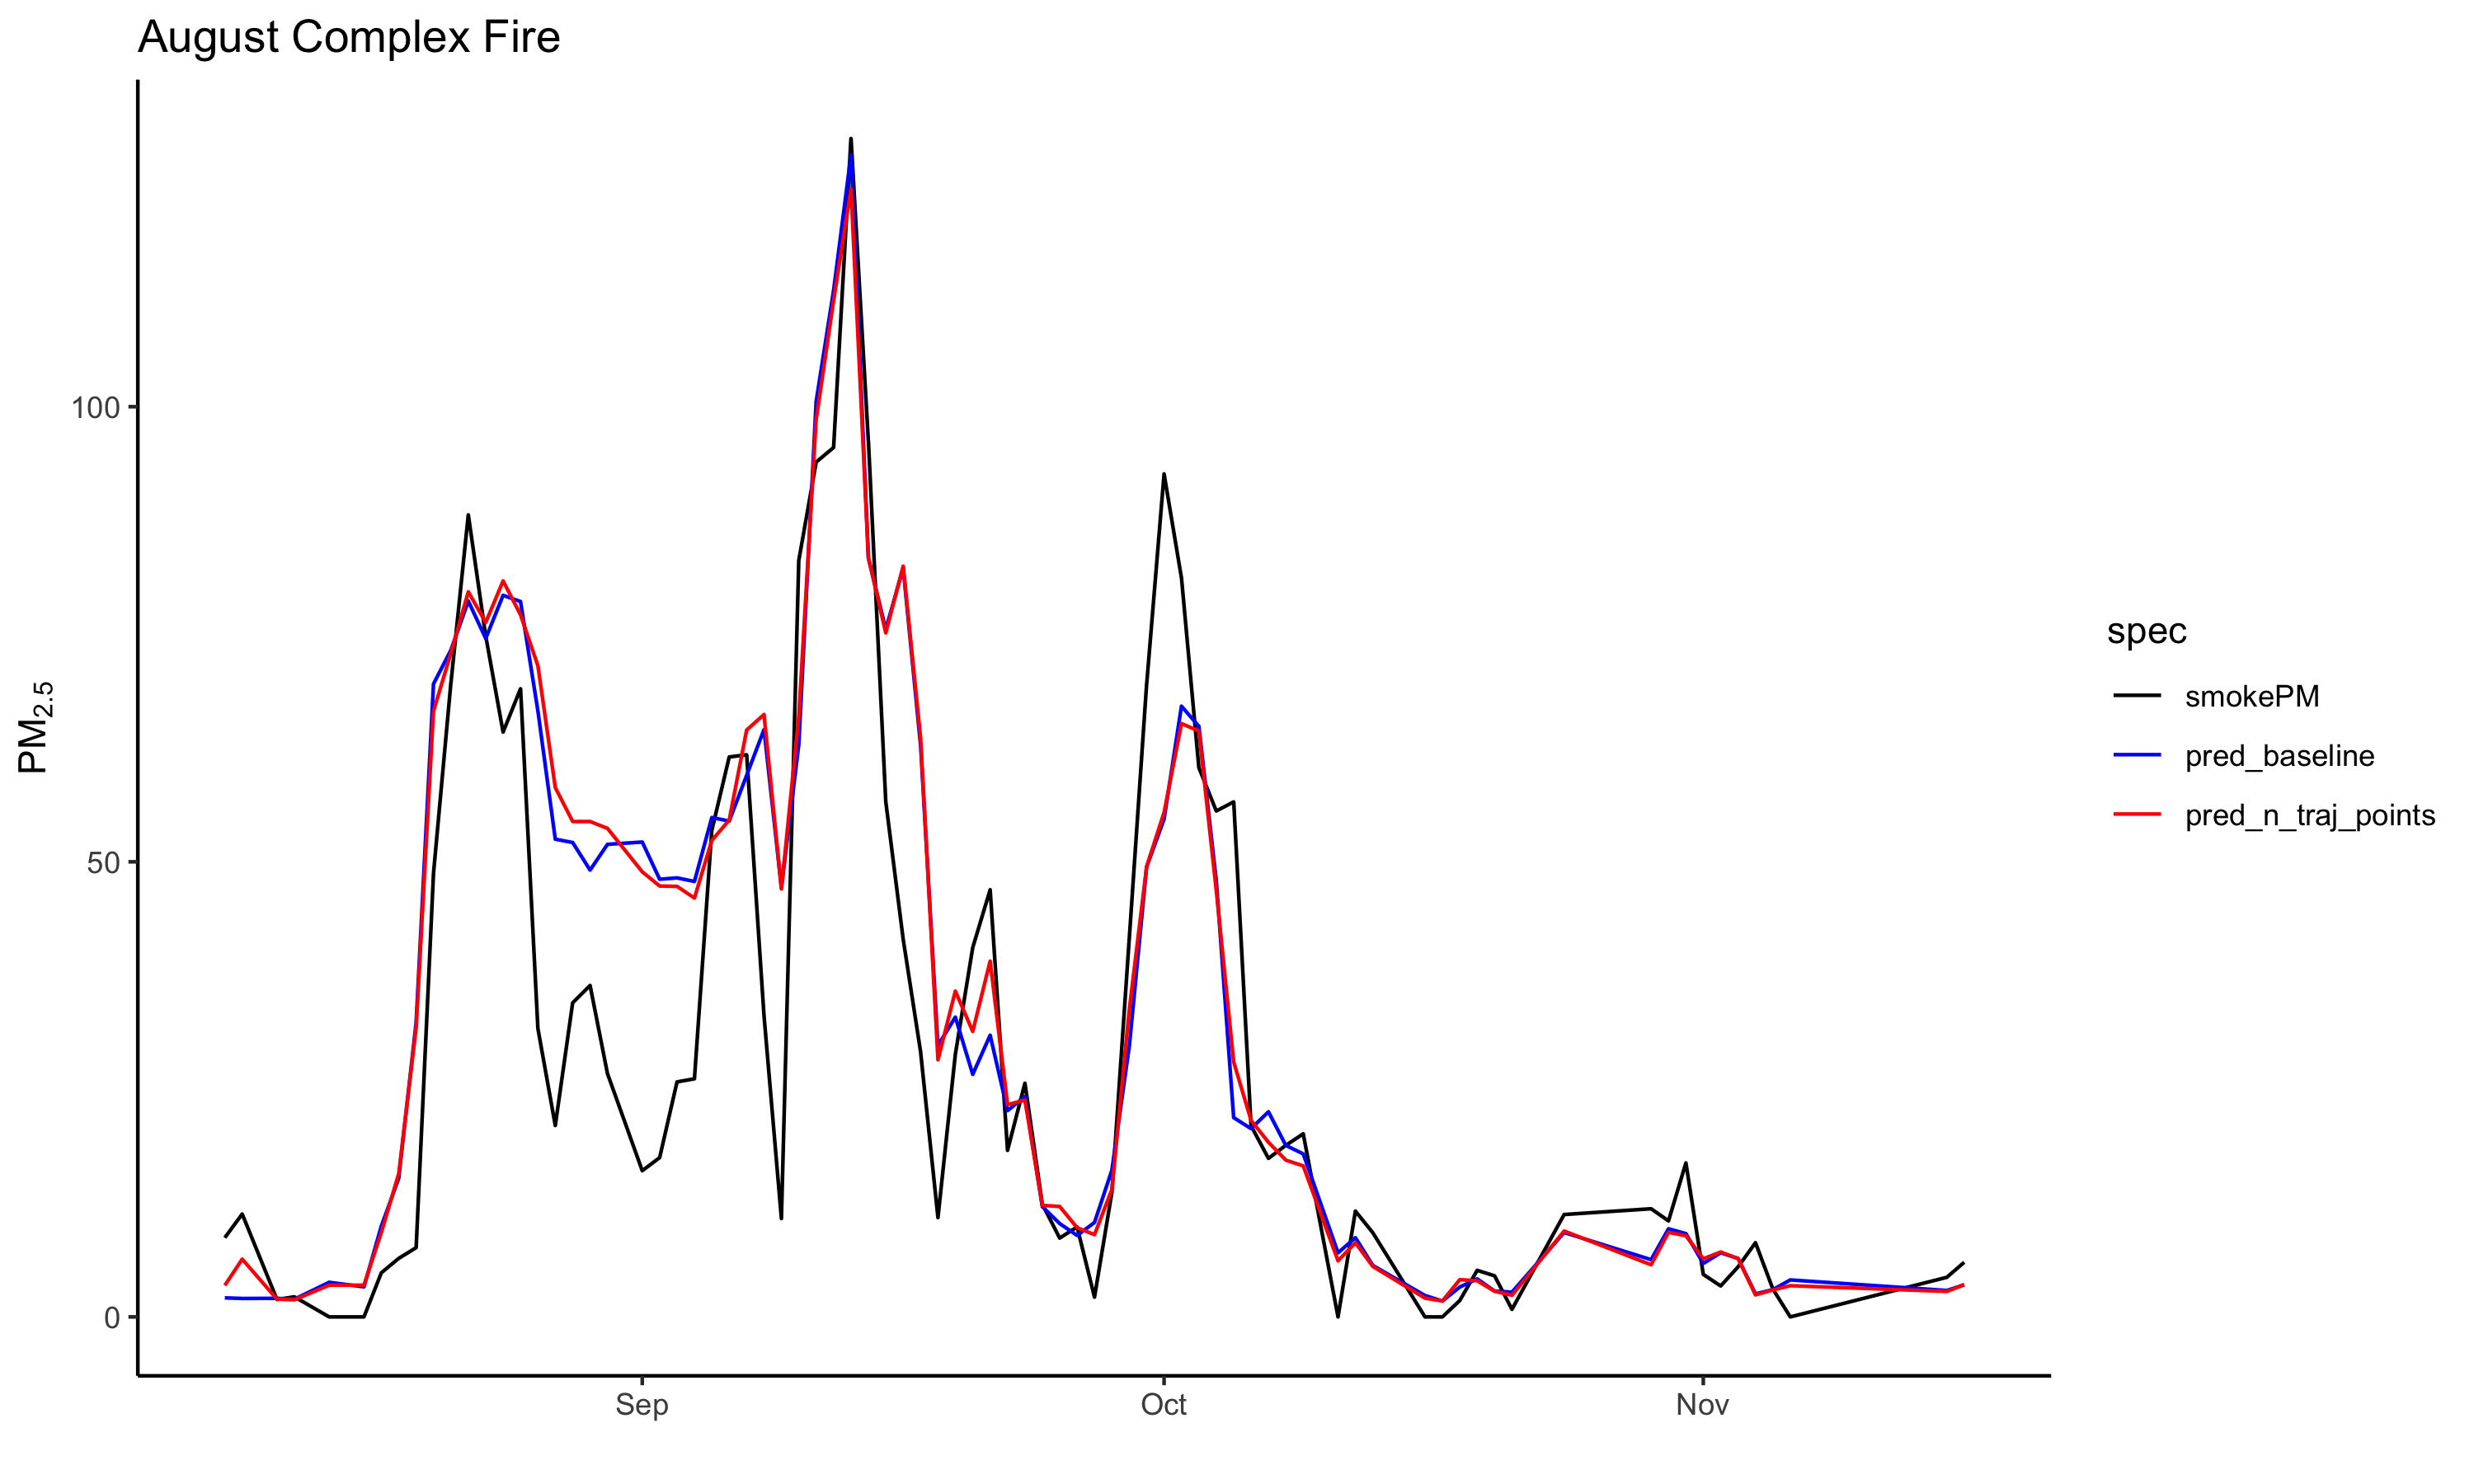 August Complex Fire
PM2.5
100
50
0
Sep
Oct
Nov
spec
smokePM
pred_baseline
pred_n_traj_points